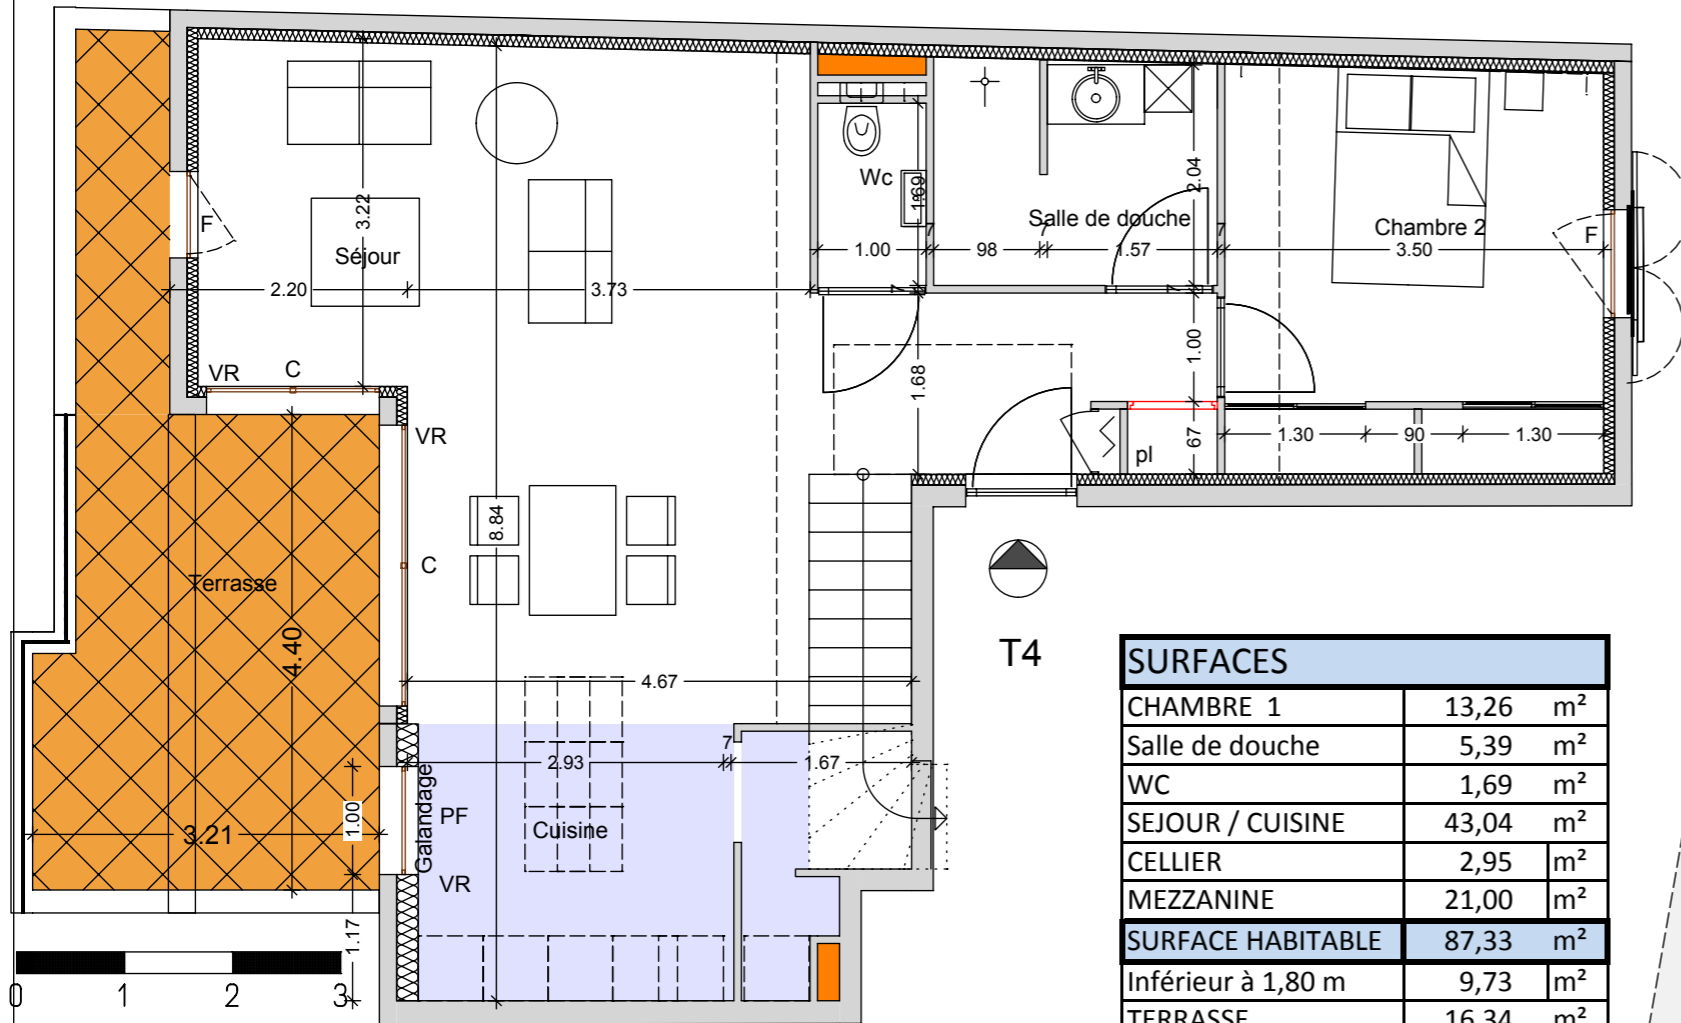 Wc
1.69
2.04
3.22
F
Séjour
Salle de douche
Chambre 2
F
7
7
7
1.00
98
1.57
3.50
2.20
3.73
1.00
VR
C
1.68
VR
pl
67
1.30
90
1.30
8.84
C
Terrasse
4.40
T4
4.67
7
2.93
1.67
Galandage
1.00
PF
Cuisine
3.21
VR
1.17
0
1
2
3
SURFACES
CHAMBRE 1 13,26 m²
Salle de douche 5,39 m²
WC 1,69 m²
SEJOUR / CUISINE 43,04 m²
CELLIER 2,95 m²
MEZZANINE 21,00 m²
SURFACE HABITABLE 87,33 m²
Inférieur à 1,80 m 9,73 m²
TERRASSE 16,34 m²